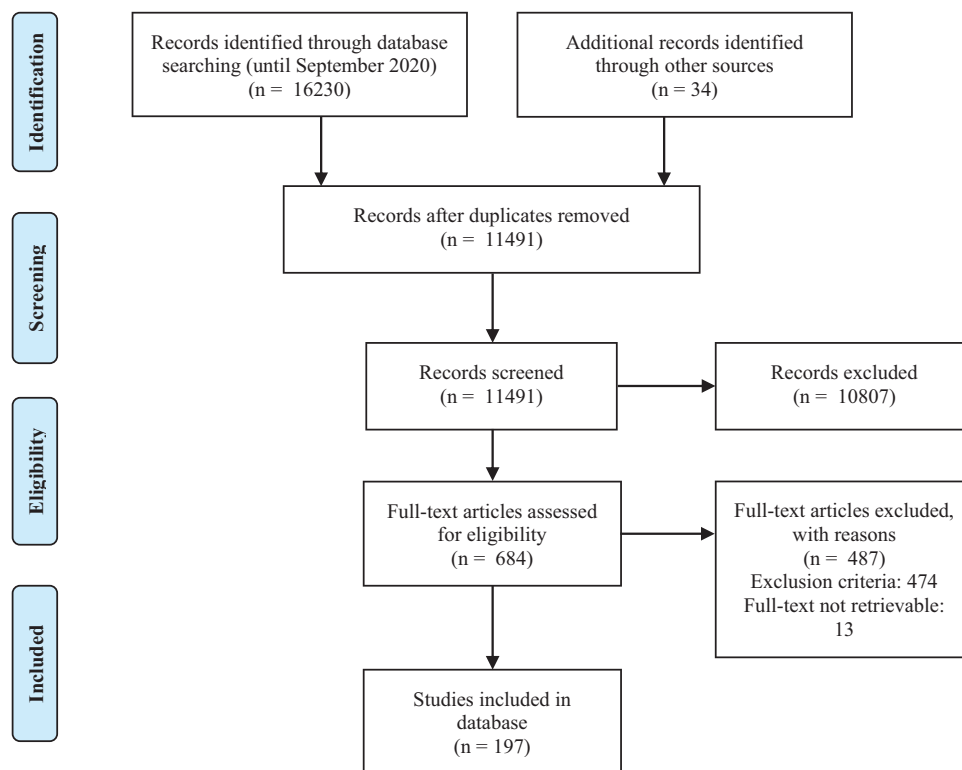 Identification
Records identified through database
searching (until September 2020)
(n = 16230)
Additional records identified
through other sources
(n = 34)
Screening
Records after duplicates removed
(n = 11491)
Records screened
(n = 11491)
Records excluded
(n = 10807)
Eligibility
Full-text articles assessed
for eligibility
(n = 684)
Full-text articles excluded,
with reasons
(n = 487)
Exclusion criteria: 474
Full-text not retrievable:
13
Included
Studies included in
database
(n = 197)